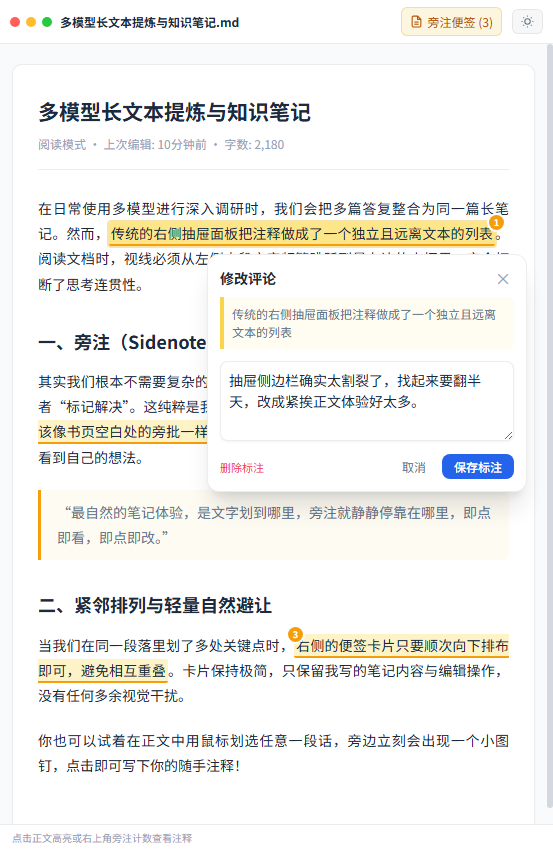 多模型长文本提炼与知识笔记.md
旁注便签 (3)
多模型长文本提炼与知识笔记
阅读模式 • 上次编辑: 10分钟前 • 字数: 2,180
在日常使用多模型进行深入调研时，我们会把多篇答复整合为同一篇长笔
记。然而，传统的右侧抽屉面板把注释做成了一个独立且远离文本的列表。
1
阅读文档时，视线必须从左
断了思考连贯性。
修改评论
传统的右侧抽屉面板把注释做成了一个独立且远离
文本的列表
抽屉侧边栏确实太割裂了，找起来要翻半
天，改成紧挨正文体验好太多。
删除标注
取消
保存标注
一、旁注（Sidenote
其实我们根本不需要复杂的
者“标记解决”。这纯粹是我
该像书页空白处的旁批一样
看到自己的想法。
“最自然的笔记体验，是文字划到哪里，旁注就静静停靠在哪里，即点
即看，即点即改。”
二、紧邻排列与轻量自然避让
当我们在同一段落里划了多处关键点时，右侧的便签卡片只要顺次向下排布
3
即可，避免相互重叠。卡片保持极简，只保留我写的笔记内容与编辑操作，
没有任何多余视觉干扰。
你也可以试着在正文中用鼠标划选任意一段话，旁边立刻会出现一个小图
钉，点击即可写下你的随手注释！
点击正文高亮或右上角旁注计数查看注释